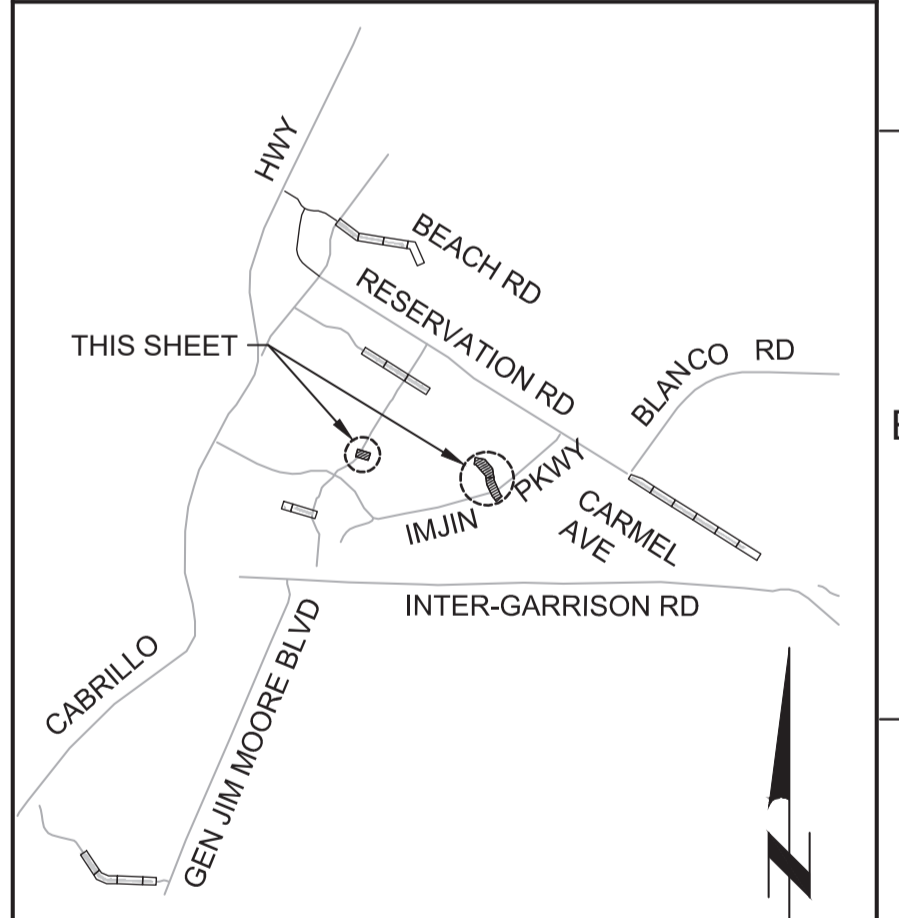 HWY
BEACH RD
RESERVATION RD
THIS SHEET
BLANCO RD
E
IMJIN PKWY
CARMEL
AVE
INTER-GARRISON RD
CABRILLO
GEN JIM MOORE BLVD
N